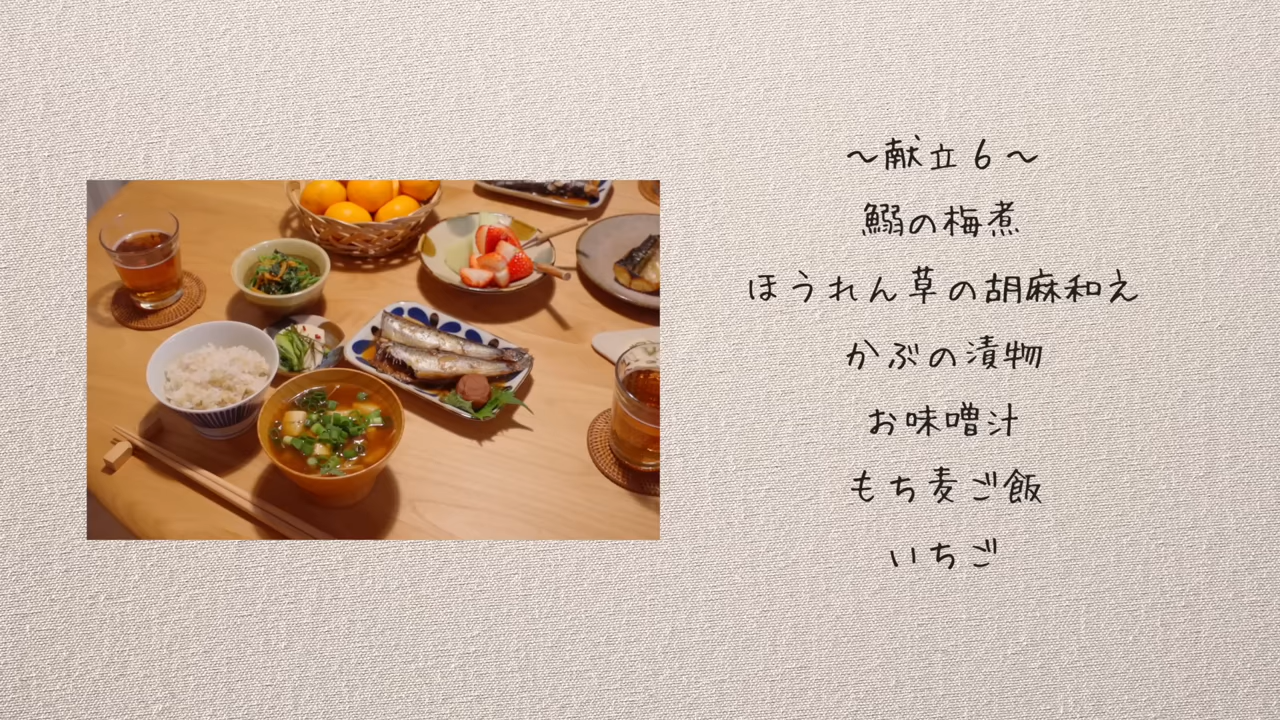 ～献立6～
鰯の梅煮
ほうれん草の胡麻和え
かぶの漬物
お味噌汁
もち麦ご飯
いちご